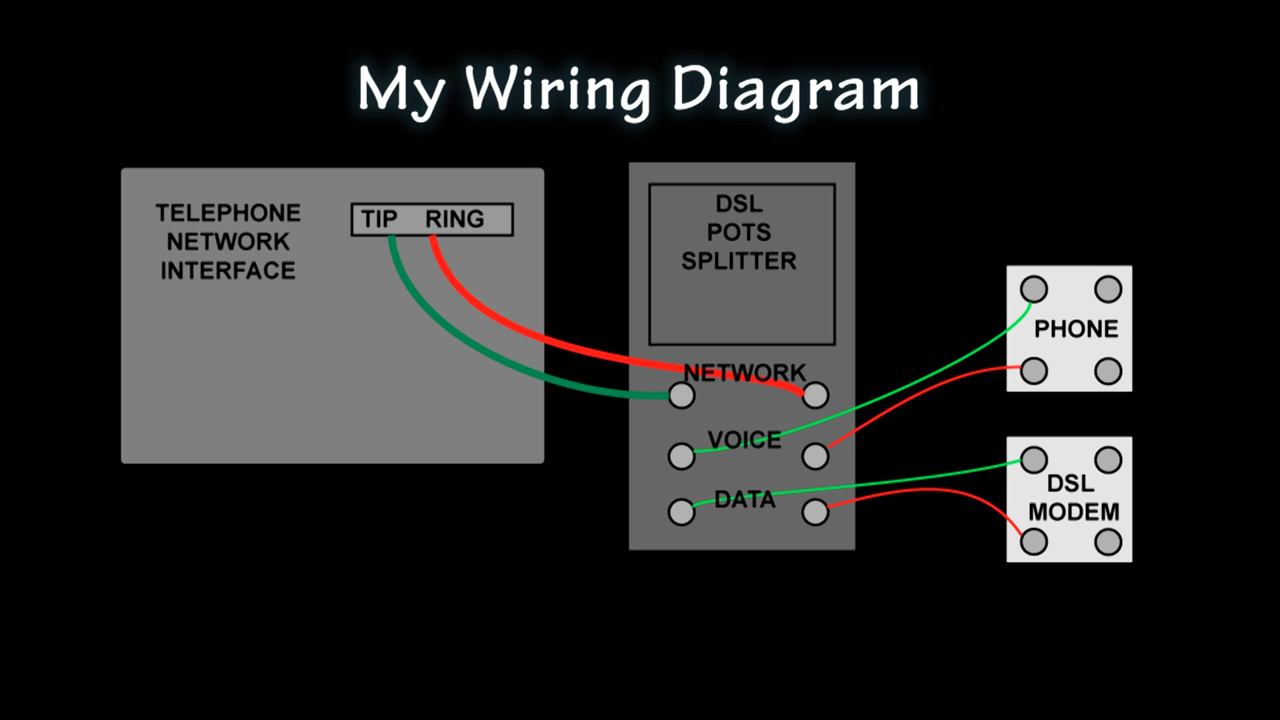 My Wiring Diagram
TELEPHONE
NETWORK
INTERFACE
TIP RING
DSL
POTS
SPLITTER
NETWORK
VOICE
DATA
PHONE
DSL
MODEM